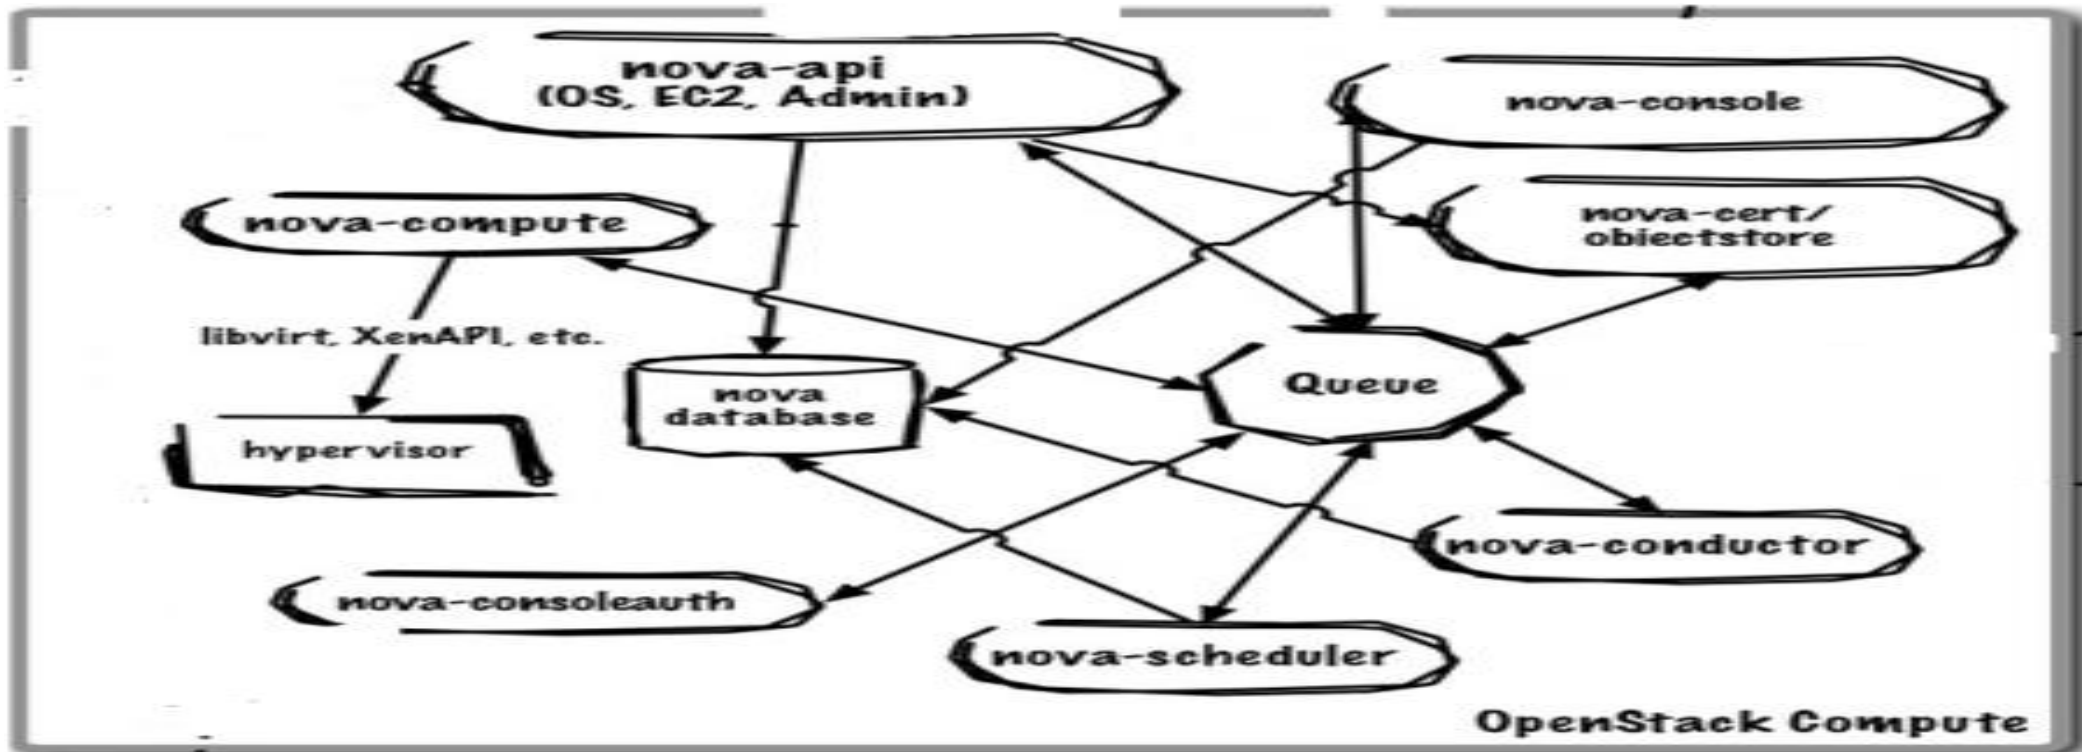 nova-api
(OS, EC2, Admin)
nova-console
nova-compute
nova-cert/
obiectstore
libvirt, XenAPI, etc.
nova
database
Queue
hypervisor
nova-conductor
nova-consoleauth
nova-scheduler
OpenStack Compute